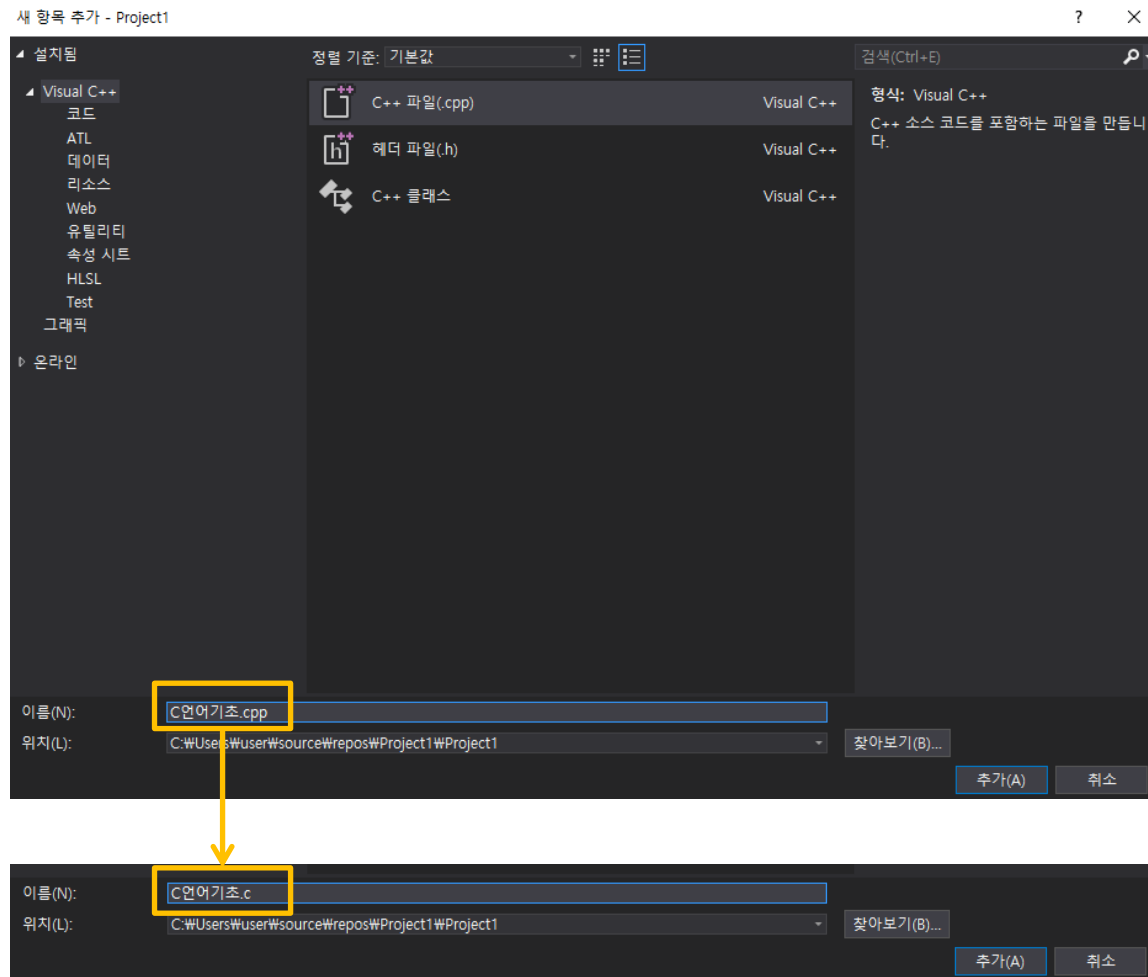 새 항목 추가 - Project1
?
설치됨
정렬 기준: 기본값
검색(Ctrl+E)
Visual C++
코드
ATL
데이터
리소스
Web
유틸리티
속성 시트
HLSL
Test
그래픽
온라인
C++ 파일(.cpp) Visual C++
헤더 파일(.h) Visual C++
C++ 클래스 Visual C++
형식: Visual C++
C++ 소스 코드를 포함하는 파일을 만듭니
다.
이름(N): C언어기초.cpp
위치(L): C:₩Users₩user₩source₩repos₩Project1₩Project1 찾아보기(B)...
추가(A) 취소
이름(N): C언어기초.c
위치(L): C:₩Users₩user₩source₩repos₩Project1₩Project1 찾아보기(B)...
추가(A) 취소